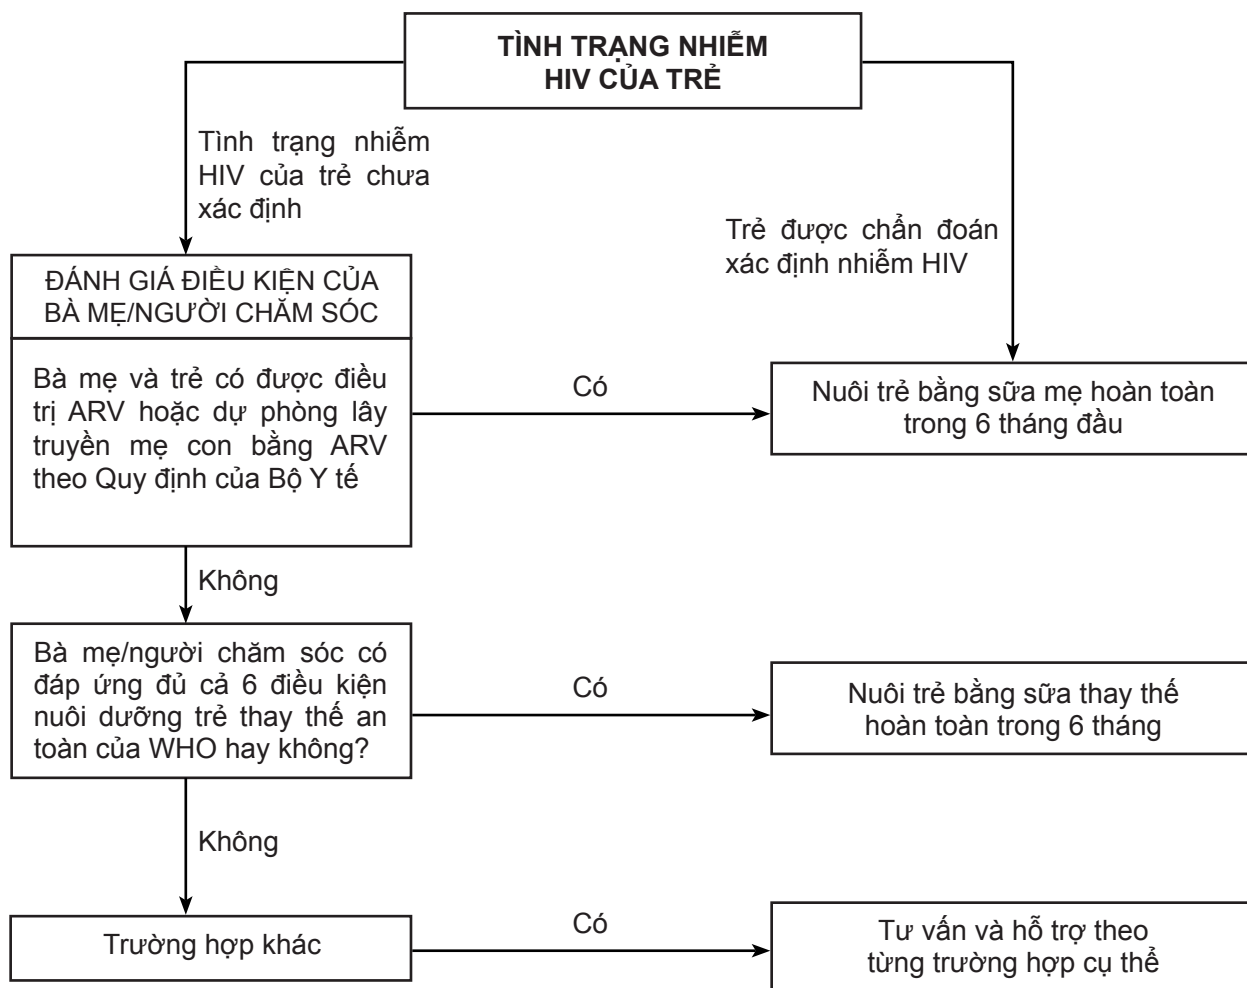 TÌNH TRẠNG NHIỄM
HIV CỦA TRẺ
Tình trạng nhiễm
HIV của trẻ chưa
xác định
Trẻ được chẩn đoán
xác định nhiễm HIV
ĐÁNH GIÁ ĐIỀU KIỆN CỦA
BÀ MẸ/NGƯỜI CHĂM SÓC
Bà mẹ và trẻ có được điều
trị ARV hoặc dự phòng lây
truyền mẹ con bằng ARV
theo Quy định của Bộ Y tế
Có
Nuôi trẻ bằng sữa mẹ hoàn toàn
trong 6 tháng đầu
Không
Bà mẹ/người chăm sóc có
đáp ứng đủ cả 6 điều kiện
nuôi dưỡng trẻ thay thế an
toàn của WHO hay không?
Có
Nuôi trẻ bằng sữa thay thế
hoàn toàn trong 6 tháng
Không
Trường hợp khác
Có
Tư vấn và hỗ trợ theo
từng trường hợp cụ thể